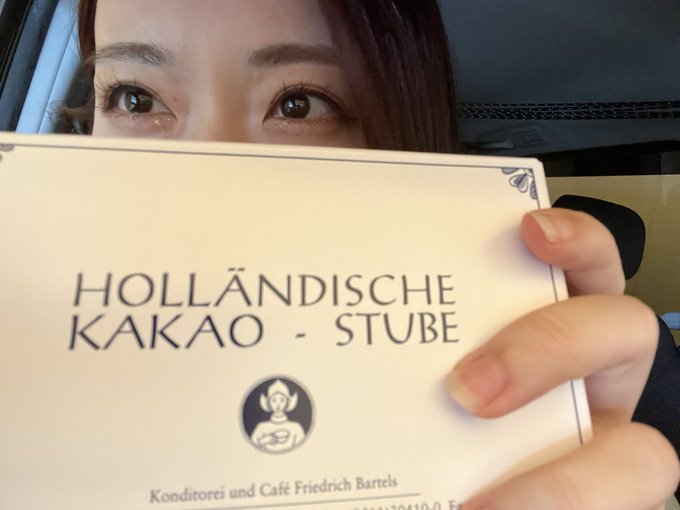 HOLLÄNDISCHE
KAKAO - STUBE
Konditorei und Café Friedrich Bartels